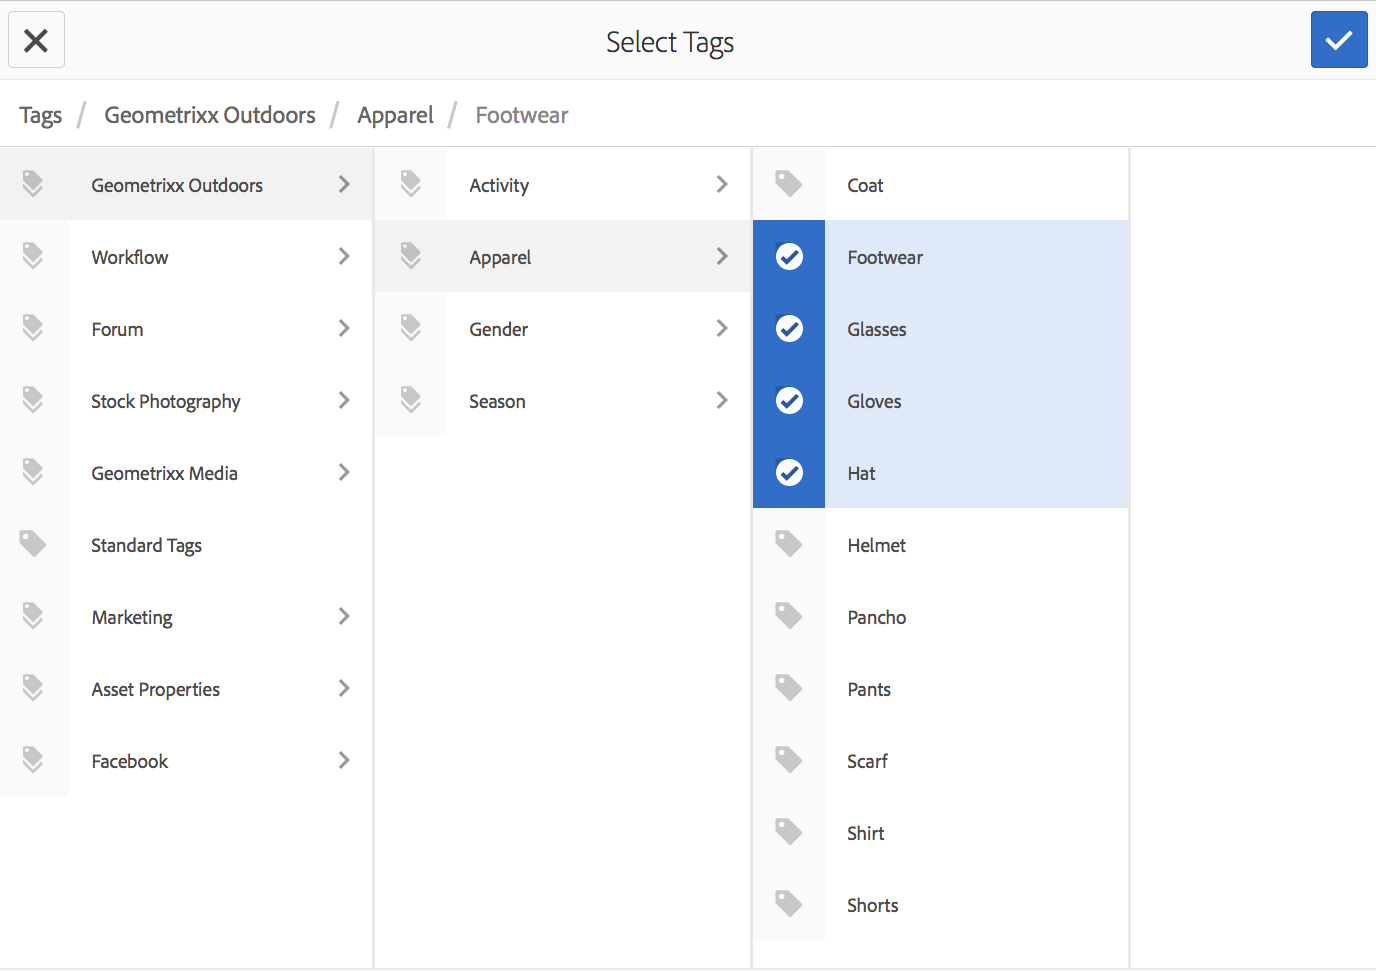 Select Tags
Tags / Geometrixx Outdoors / Apparel / Footwear
Geometrixx Outdoors
Workflow
Forum
Stock Photography
Geometrixx Media
Standard Tags
Marketing
Asset Properties
Facebook
Activity
Apparel
Gender
Season
Coat
Footwear
Glasses
Gloves
Hat
Helmet
Pancho
Pants
Scarf
Shirt
Shorts